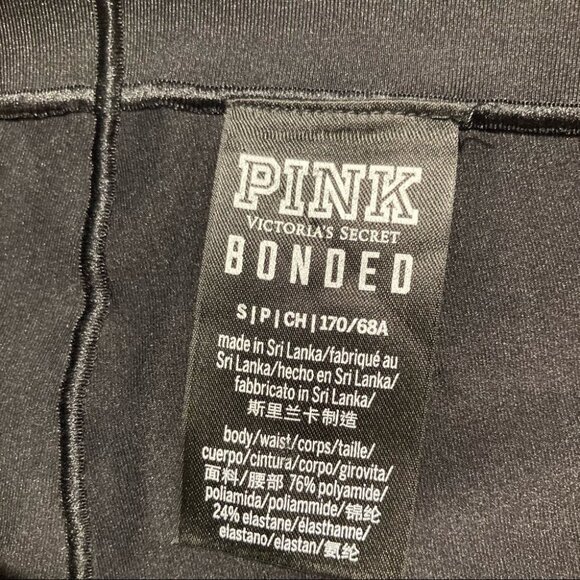 PINK
VICTORIA'S SECRET
BONDED
S|P|CH|170/68A
made in Sri Lanka/fabriqué au
Sri Lanka/hecho en Sri Lanka/
fabbricato in Sri Lanka/
斯里兰卡制造
body/waist/corps/taille/
cuerpo/cintura/corpo/girovita/
面料/腰部 76% polyamide/
poliamida/poliammide/锦纶
24% elastane/élasthanne/
elastano/elastan/氨纶